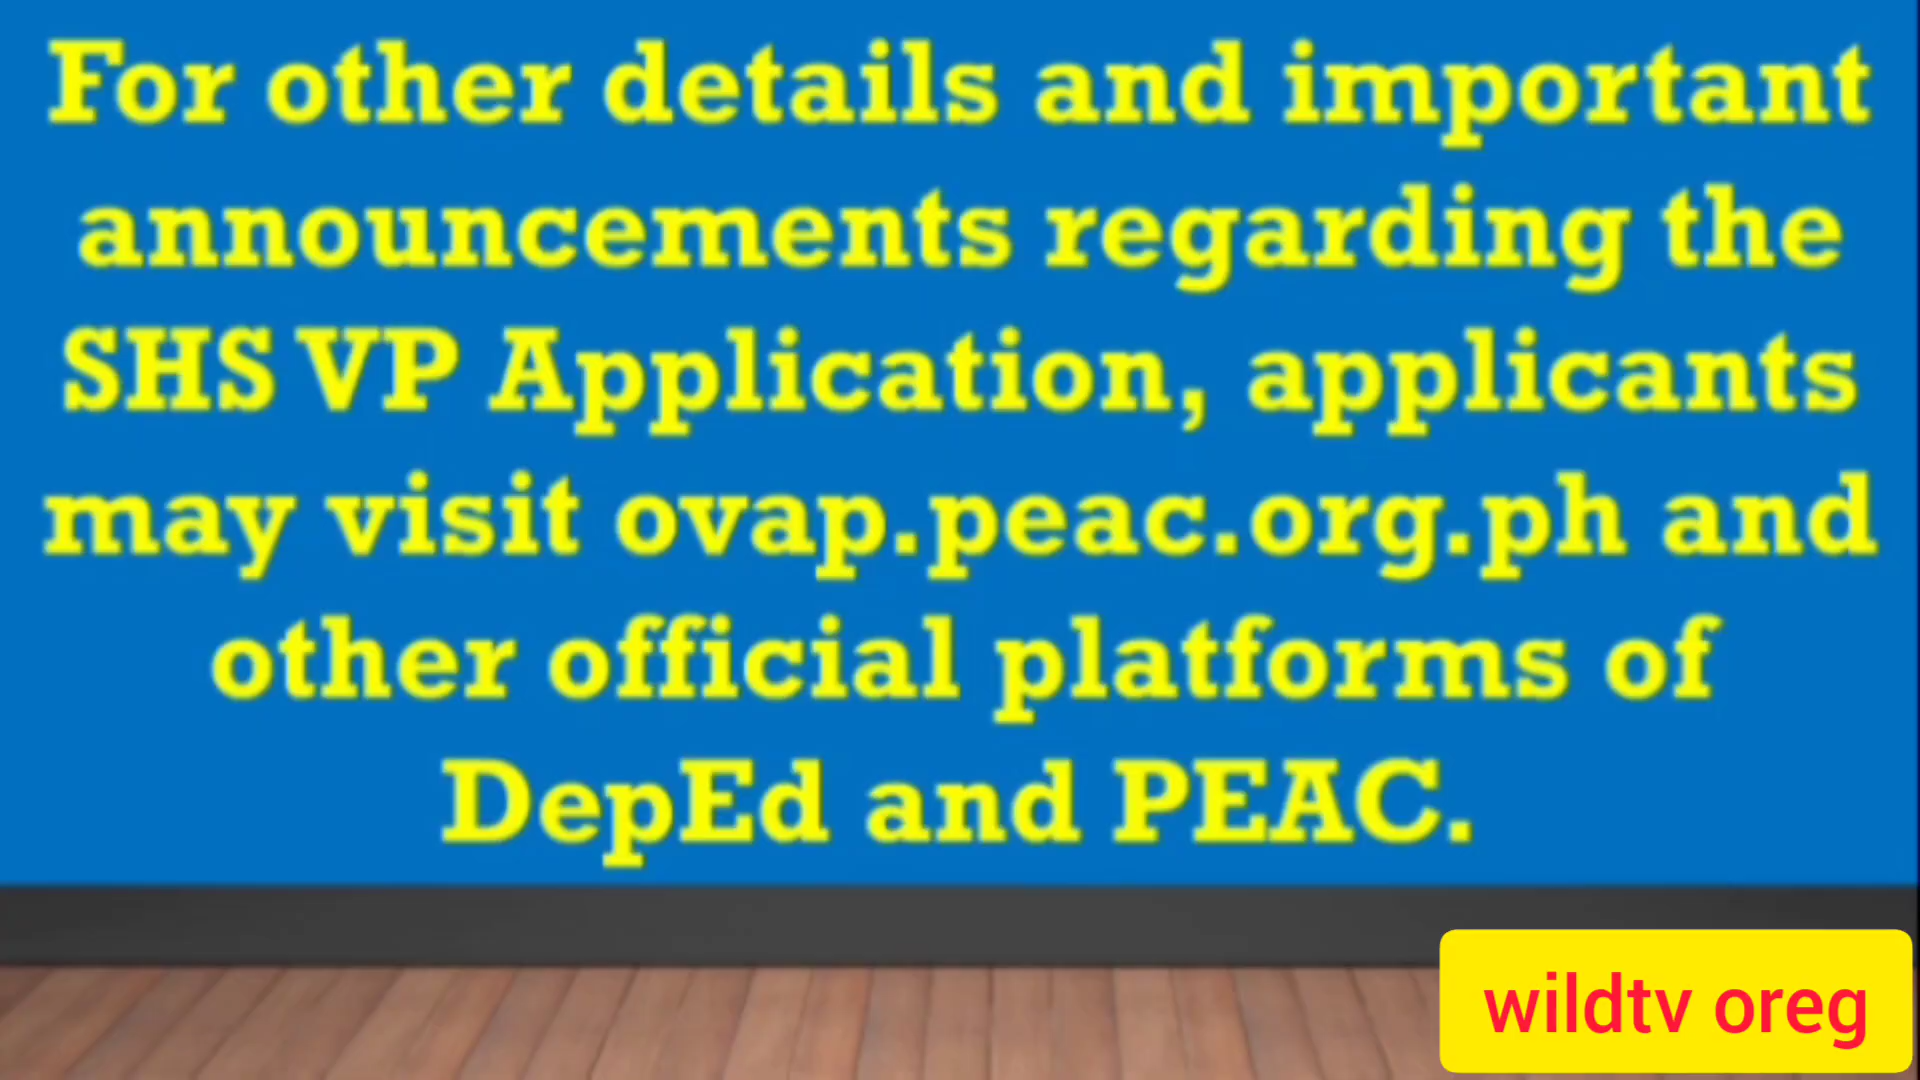 For other details and important
announcements regarding the
SHS VP Application, applicants
may visit ovap.peac.org.ph and
other official platforms of
DepEd and PEAC.
wildtv oreg